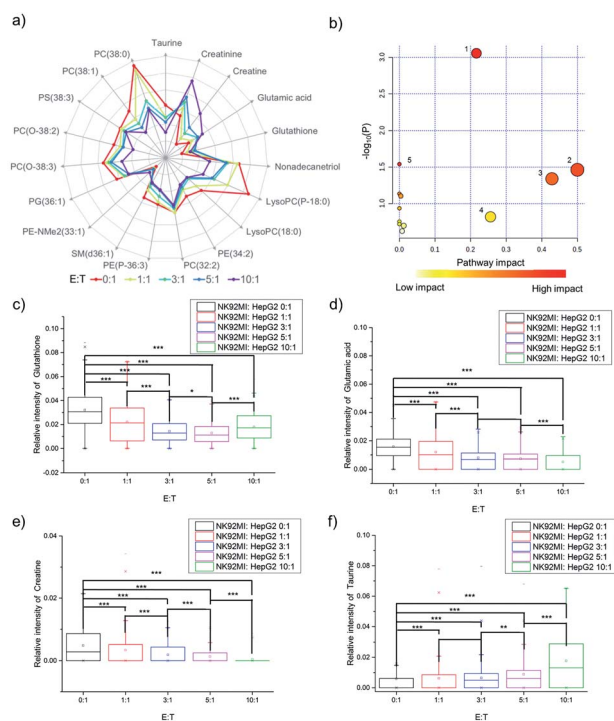 a)
Taurine
PC(38:0)
Creatinine
PC(38:1)
Creatine
PS(38:3)
Glutamic acid
PC(O-38:2)
Glutathione
PC(O-38:3)
Nonadecanetriol
PG(36:1)
LysoPC(P-18:0)
PE-NMe2(33:1)
LysoPC(18:0)
SM(d36:1)
PE(34:2)
PE(P-36:3)
PC(32:2)
E:T 0:1 1:1 3:1 5:1 10:1
b)
-log10(P)
3.0
2.5
2.0
1.5
1.0
1
2
3
4
5
0.0 0.1 0.2 0.3 0.4 0.5
Pathway impact
Low impact High impact
c)
Relative intensity of Glutathione
0.10
0.08
0.06
0.04
0.02
0.00
-0.02
NK92MI: HepG2 0:1
NK92MI: HepG2 1:1
NK92MI: HepG2 3:1
NK92MI: HepG2 5:1
NK92MI: HepG2 10:1
***
***
***
*** *** * ***
0:1 1:1 3:1 5:1 10:1
E:T
d)
Relative intensity of Glutamic acid
0.10
0.08
0.06
0.04
0.02
0.00
NK92MI: HepG2 0:1
NK92MI: HepG2 1:1
NK92MI: HepG2 3:1
NK92MI: HepG2 5:1
NK92MI: HepG2 10:1
***
***
***
*** *** ***
0:1 1:1 3:1 5:1 10:1
E:T
e)
Relative intensity of Creatine
0.04
0.02
0.00
NK92MI: HepG2 0:1
NK92MI: HepG2 1:1
NK92MI: HepG2 3:1
NK92MI: HepG2 5:1
NK92MI: HepG2 10:1
***
***
***
*** *** *** ***
0:1 1:1 3:1 5:1 10:1
E:T
f)
Relative intensity of Taurine
0.10
0.08
0.06
0.04
0.02
0.00
NK92MI: HepG2 0:1
NK92MI: HepG2 1:1
NK92MI: HepG2 3:1
NK92MI: HepG2 5:1
NK92MI: HepG2 10:1
***
***
***
*** ** ***
0:1 1:1 3:1 5:1 10:1
E:T